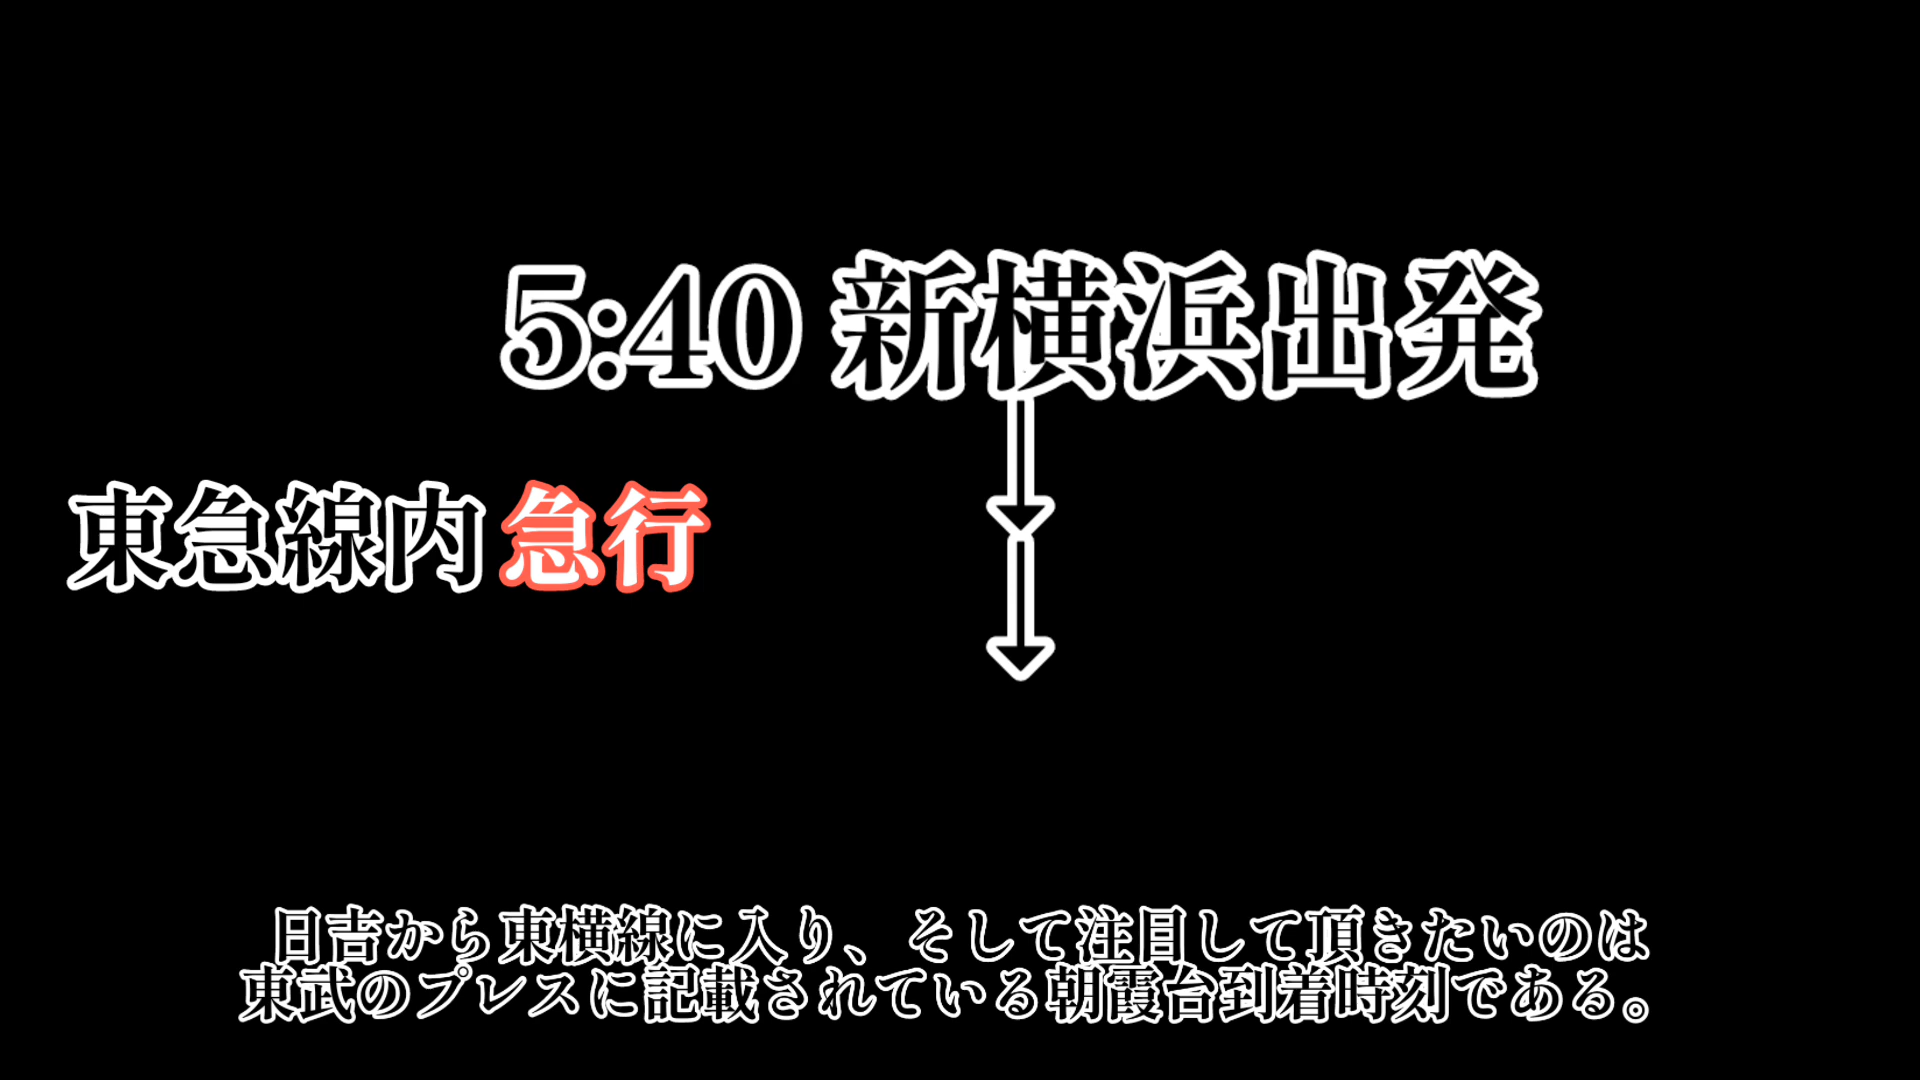 5:40 新横浜出発
東急線内 急行
日吉から東横線に入り、そして注目して頂きたいのは
東武のプレスに記載されている朝霞台到着時刻である。